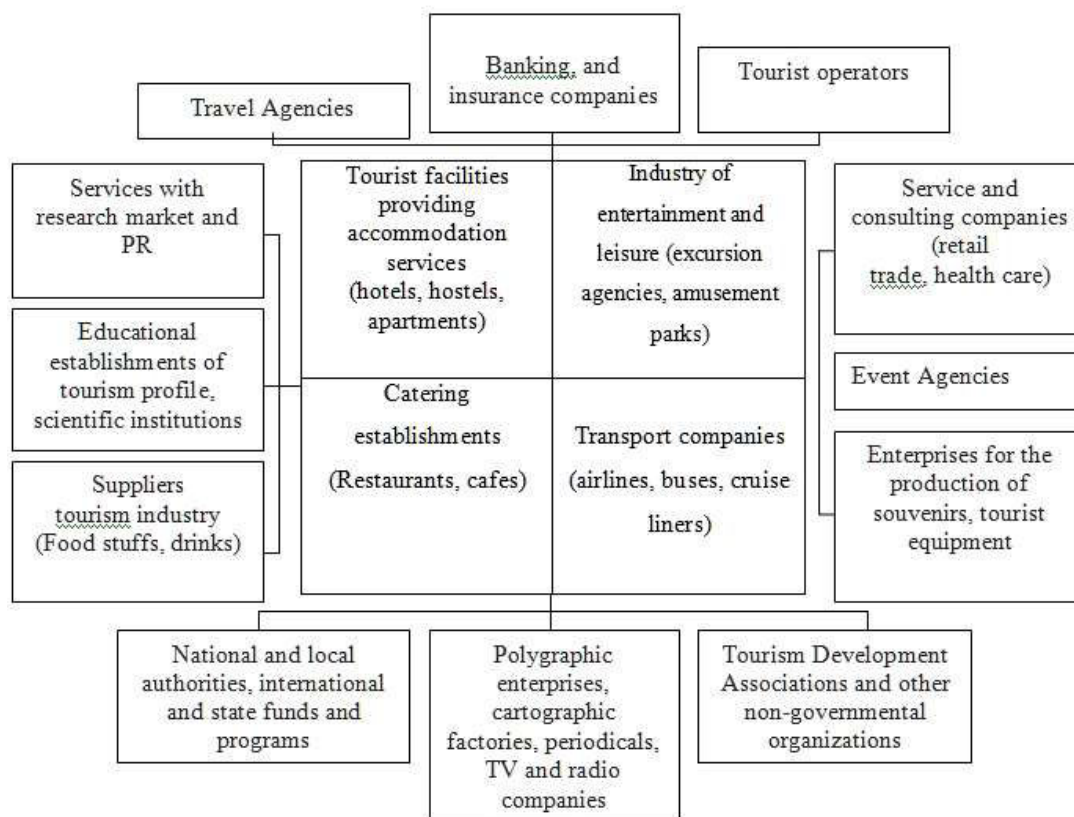 Travel Agencies
Banking, and
insurance companies
Tourist operators
Services with
research market and
PR
Educational
establishments of
tourism profile,
scientific institutions
Suppliers
tourism industry
(Food stuffs, drinks)
Tourist facilities
providing
accommodation
services
(hotels, hostels,
apartments)
Industry of
entertainment and
leisure (excursion
agencies, amusement
parks)
Catering
establishments
(Restaurants, cafes)
Transport companies
(airlines, buses, cruise
liners)
Service and
consulting companies
(retail
trade, health care)
Event Agencies
Enterprises for the
production of
souvenirs, tourist
equipment
National and local
authorities, international
and state funds and
programs
Polygraphic
enterprises,
cartographic
factories, periodicals,
TV and radio
companies
Tourism Development
Associations and other
non-governmental
organizations